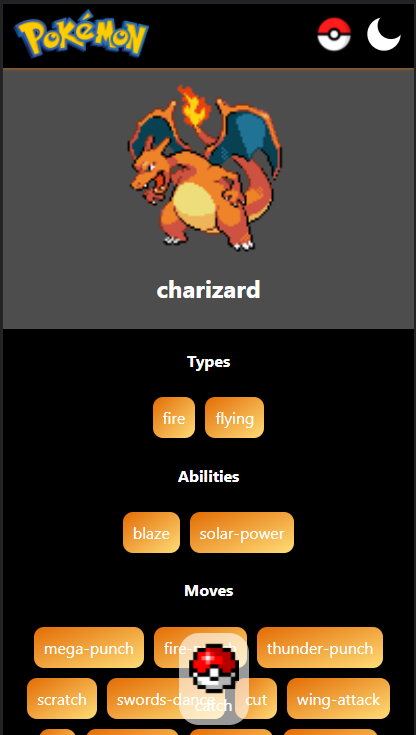 POKéMON
charizard
Types
fire flying
Abilities
blaze solar-power
Moves
mega-punch fire-punch thunder-punch
scratch swords-dance cut wing-attack
catch